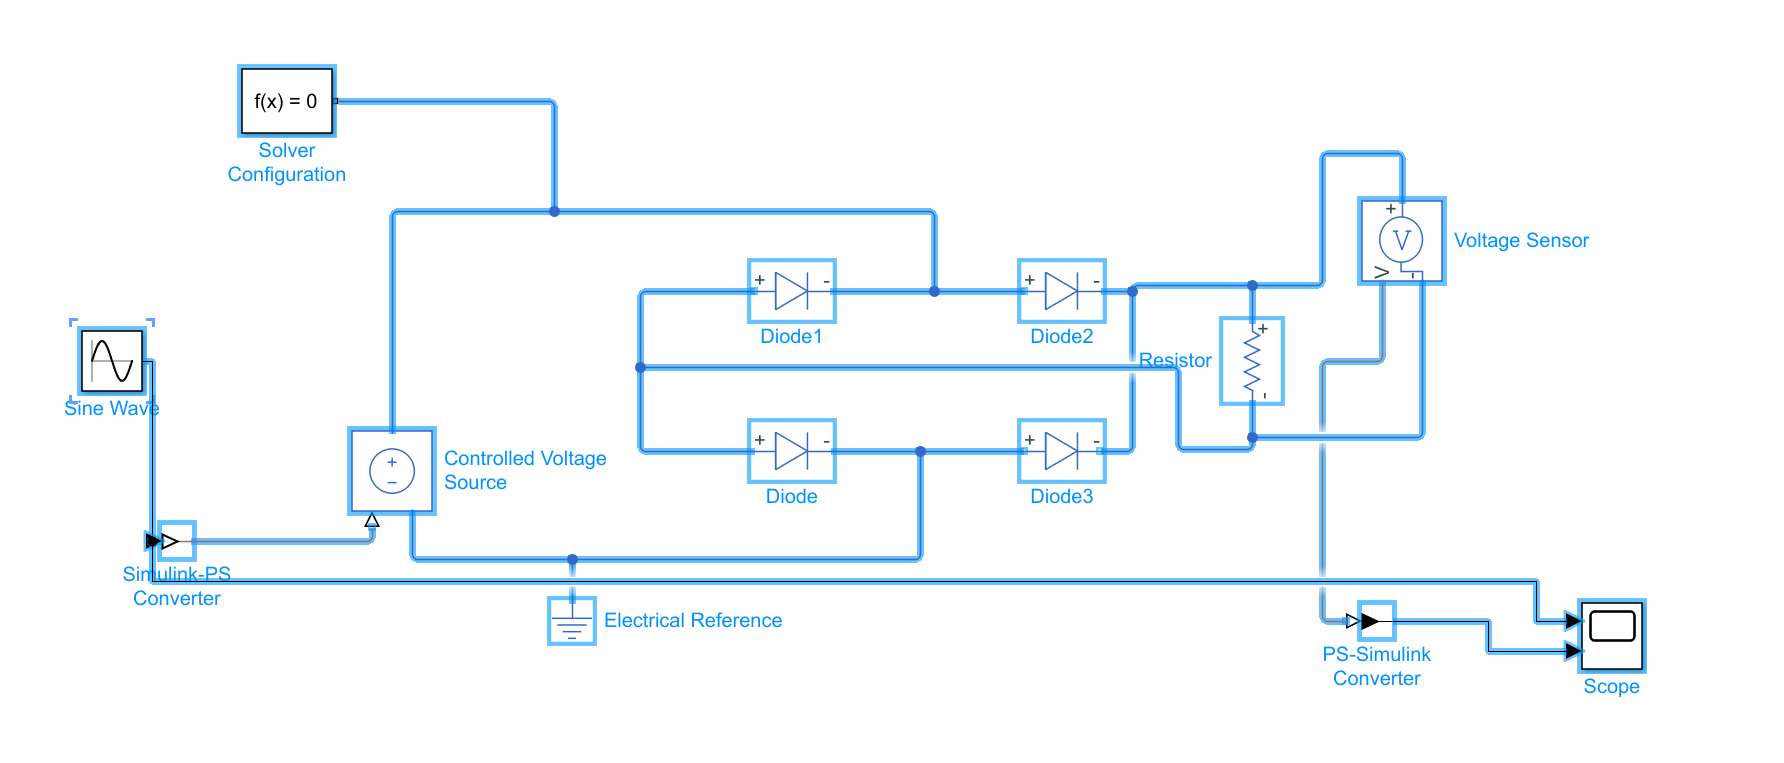 f(x) = 0
Solver
Configuration
+
V
Voltage Sensor
V
-
+
-
Diode1
+
-
Diode2
+
Resistor
-
Sine Wave
+
-
Diode
+
-
Diode3
+
−
Controlled Voltage
Source
Simulink-PS
Converter
Electrical Reference
PS-Simulink
Converter
Scope